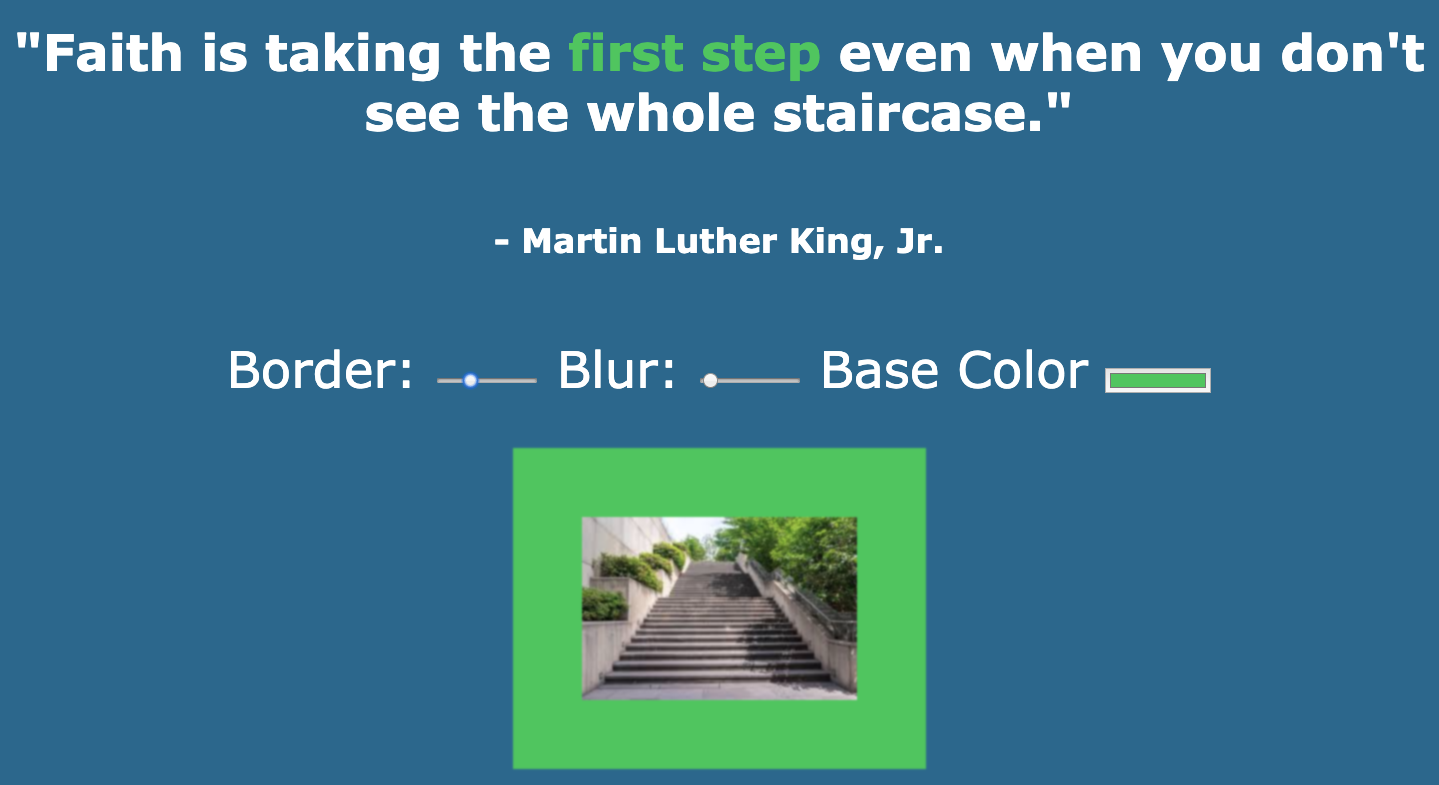 "Faith is taking the first step even when you don't
see the whole staircase."
- Martin Luther King, Jr.
Border: Blur: Base Color